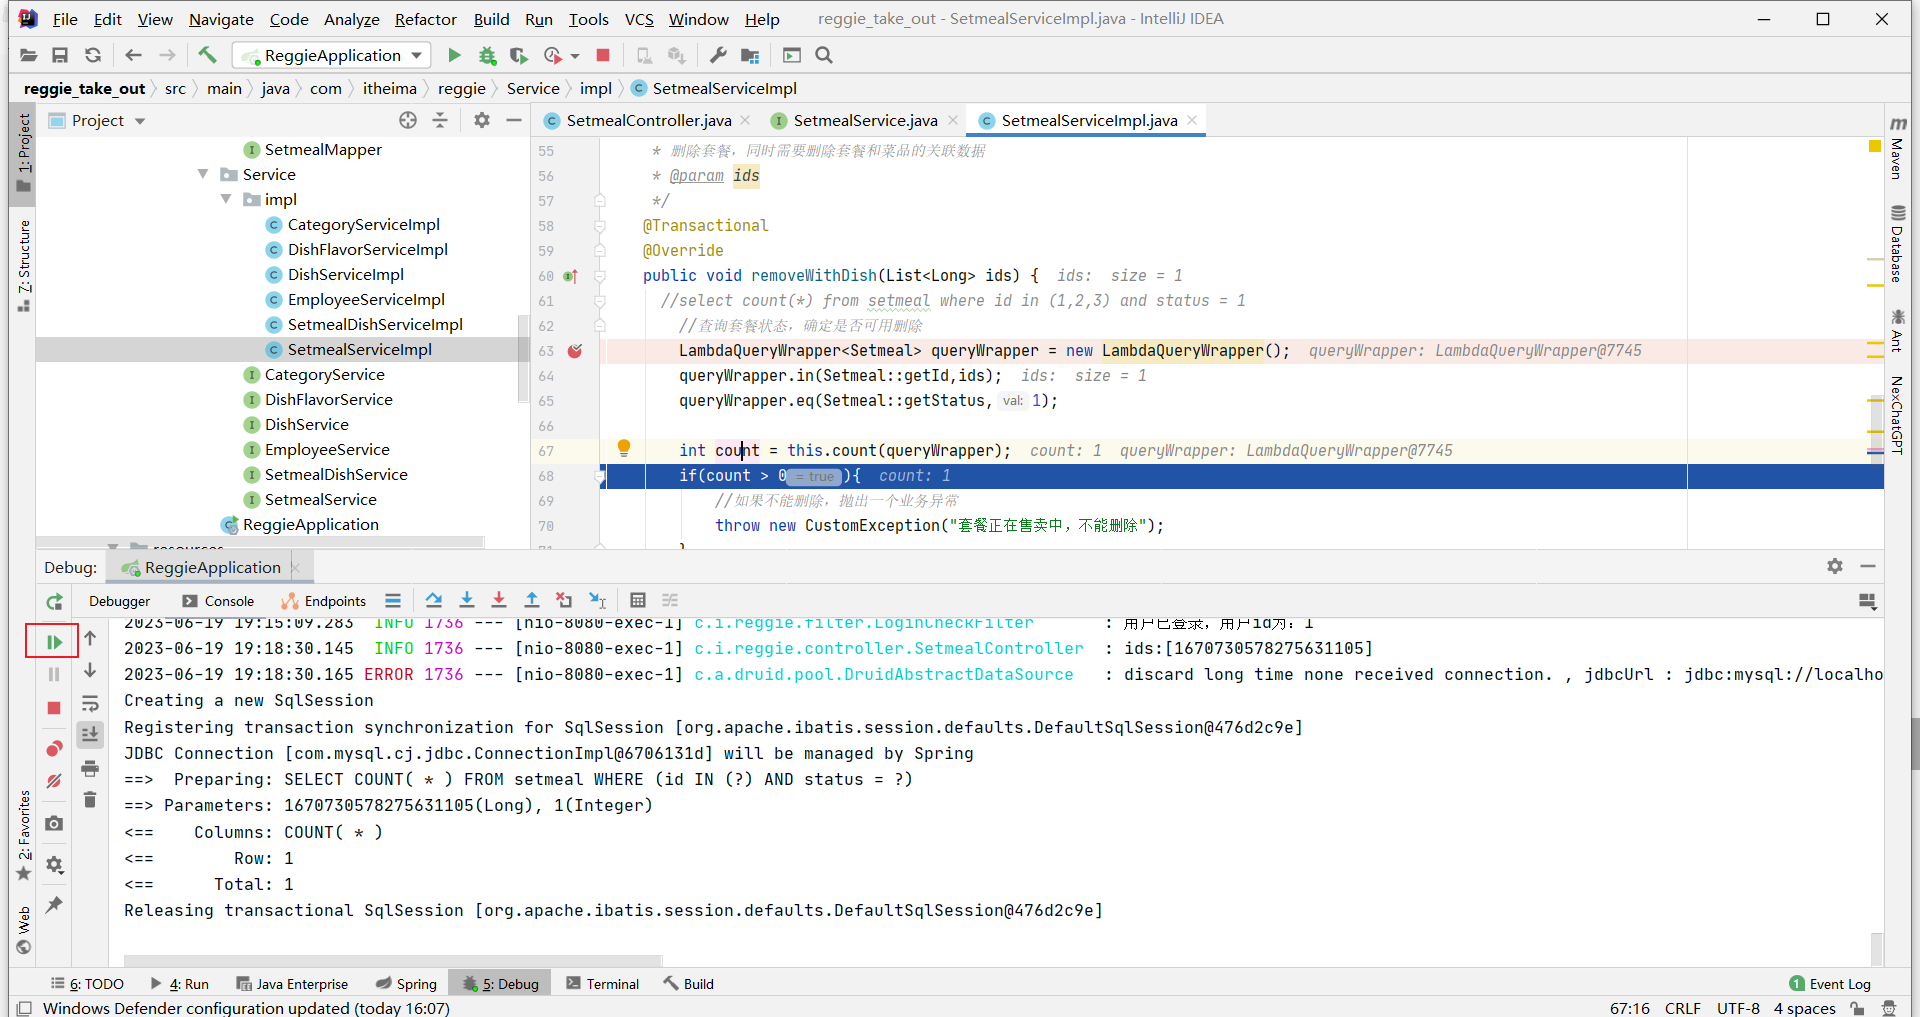 File Edit View Navigate Code Analyze Refactor Build Run Tools VCS Window Help reggie_take_out - SetmealServiceImpl.java - IntelliJ IDEA
ReggieApplication
reggie_take_out src main java com itheima reggie Service impl SetmealServiceImpl
Project
SetmealController.java SetmealService.java SetmealServiceImpl.java
1: Project
7: Structure
2: Favorites
Web
SetmealMapper
Service
impl
CategoryServiceImpl
DishFlavorServiceImpl
DishServiceImpl
EmployeeServiceImpl
SetmealDishServiceImpl
SetmealServiceImpl
CategoryService
DishFlavorService
DishService
EmployeeService
SetmealDishService
SetmealService
ReggieApplication
resources
55 * 删除套餐，同时需要删除套餐和菜品的关联数据
56 * @param ids
57 */
58 @Transactional
59 @Override
60 public void removeWithDish(List<Long> ids) { ids: size = 1
61 //select count(*) from setmeal where id in (1,2,3) and status = 1
62 //查询套餐状态，确定是否可用删除
63 LambdaQueryWrapper<Setmeal> queryWrapper = new LambdaQueryWrapper(); queryWrapper: LambdaQueryWrapper@7745
64 queryWrapper.in(Setmeal::getId,ids); ids: size = 1
65 queryWrapper.eq(Setmeal::getStatus, val: 1);
66
67 int count = this.count(queryWrapper); count: 1 queryWrapper: LambdaQueryWrapper@7745
68 if(count > 0 = true ){ count: 1
69 //如果不能删除，抛出一个业务异常
70 throw new CustomException("套餐正在售卖中，不能删除");
71 }
m Maven
Database
Ant
NexChatGPT
Debug: ReggieApplication
Debugger Console Endpoints
2023-06-19 19:15:09.283 INFO 1736 --- [nio-8080-exec-1] c.i.reggie.filter.LoginCheckFilter : 用户已登录，用户id为：1
2023-06-19 19:18:30.145 INFO 1736 --- [nio-8080-exec-1] c.i.reggie.controller.SetmealController : ids:[1670730578275631105]
2023-06-19 19:18:30.165 ERROR 1736 --- [nio-8080-exec-1] c.a.druid.pool.DruidAbstractDataSource : discard long time none received connection. , jdbcUrl : jdbc:mysql://localho
Creating a new SqlSession
Registering transaction synchronization for SqlSession [org.apache.ibatis.session.defaults.DefaultSqlSession@476d2c9e]
JDBC Connection [com.mysql.cj.jdbc.ConnectionImpl@6706131d] will be managed by Spring
==> Preparing: SELECT COUNT( * ) FROM setmeal WHERE (id IN (?) AND status = ?)
==> Parameters: 1670730578275631105(Long), 1(Integer)
<== Columns: COUNT( * )
<== Row: 1
<== Total: 1
Releasing transactional SqlSession [org.apache.ibatis.session.defaults.DefaultSqlSession@476d2c9e]
6: TODO 4: Run Java Enterprise Spring 5: Debug Terminal Build 1 Event Log
Windows Defender configuration updated (today 16:07) 67:16 CRLF UTF-8 4 spaces